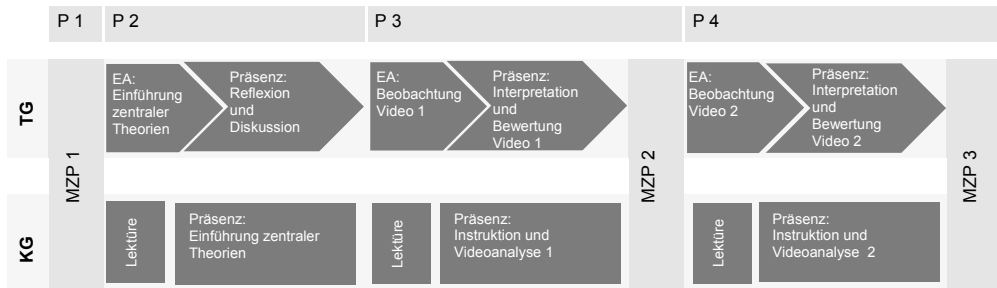 P 1 P 2 P 3 P 4
TG
MZP 1
EA:
Einführung
zentraler
Theorien
Präsenz:
Reflexion
und
Diskussion
EA:
Beobachtung
Video 1
Präsenz:
Interpretation
und
Bewertung
Video 1
MZP 2
EA:
Beobachtung
Video 2
Präsenz:
Interpretation
und
Bewertung
Video 2
MZP 3
KG
Lektüre
Präsenz:
Einführung zentraler
Theorien
Lektüre
Präsenz:
Instruktion und
Videoanalyse 1
Lektüre
Präsenz:
Instruktion und
Videoanalyse 2